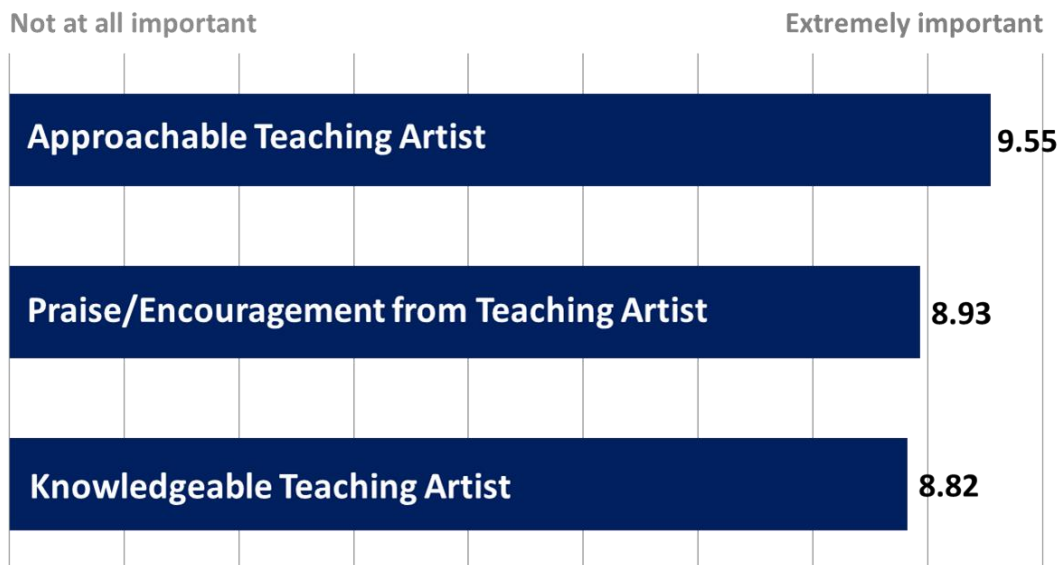 Not at all important Extremely important
Approachable Teaching Artist 9.55
Praise/Encouragement from Teaching Artist 8.93
Knowledgeable Teaching Artist 8.82